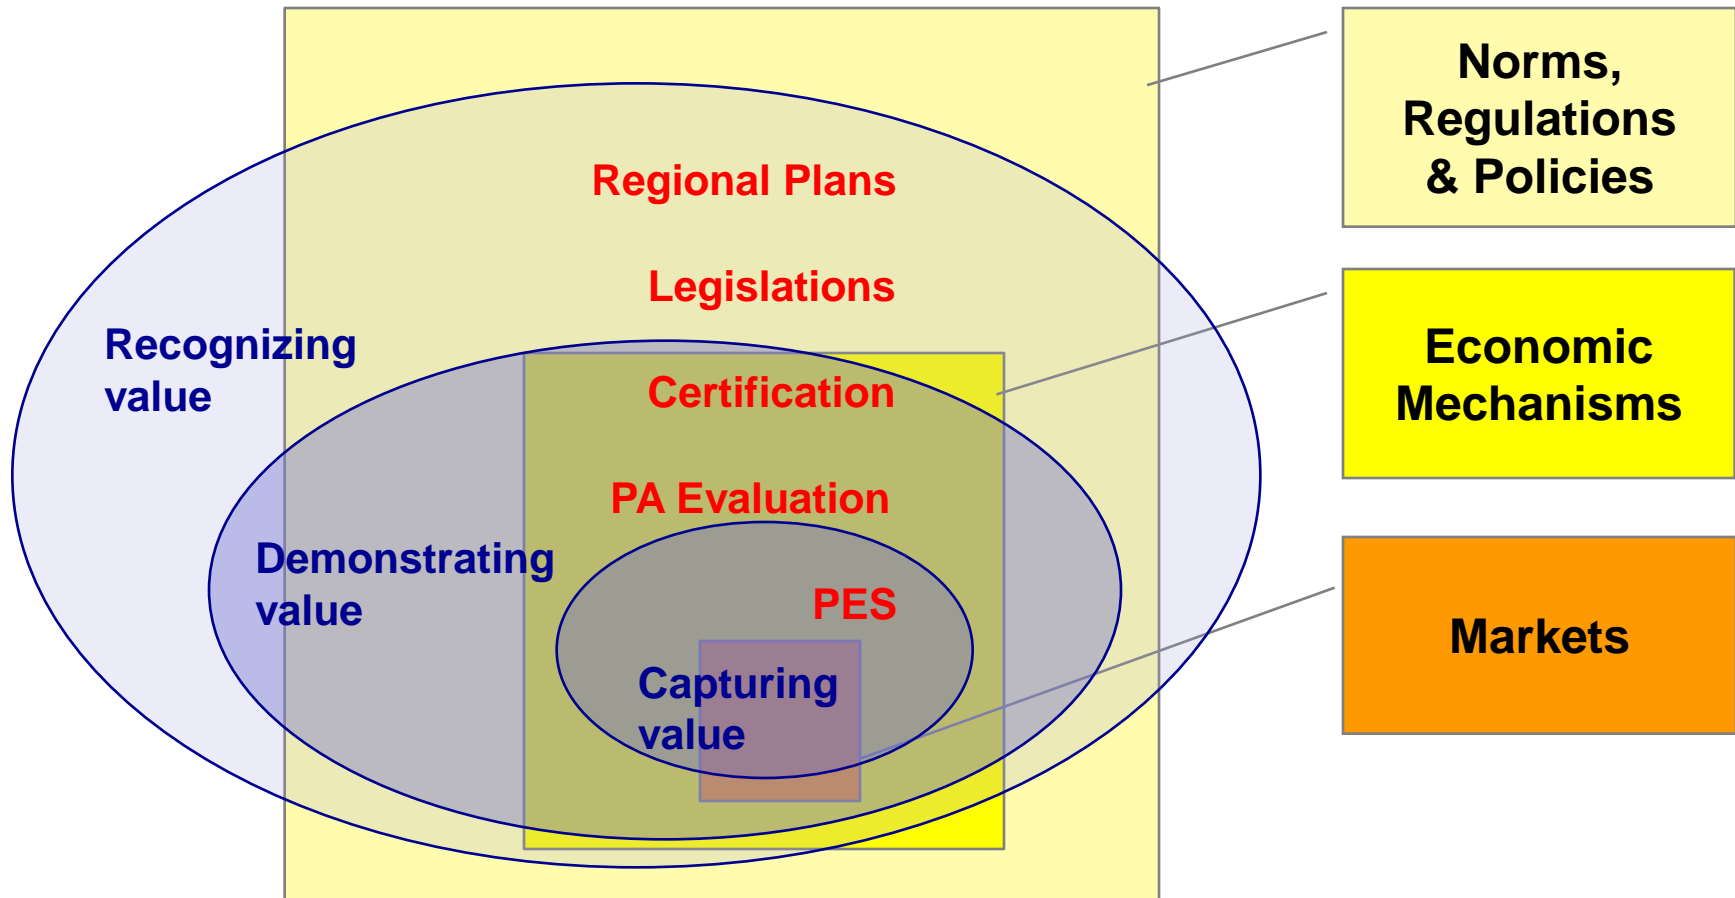 Norms,
Regulations
& Policies
Regional Plans
Legislations
Recognizing
value
Economic
Mechanisms
Certification
PA Evaluation
Demonstrating
value
PES
Markets
Capturing
value